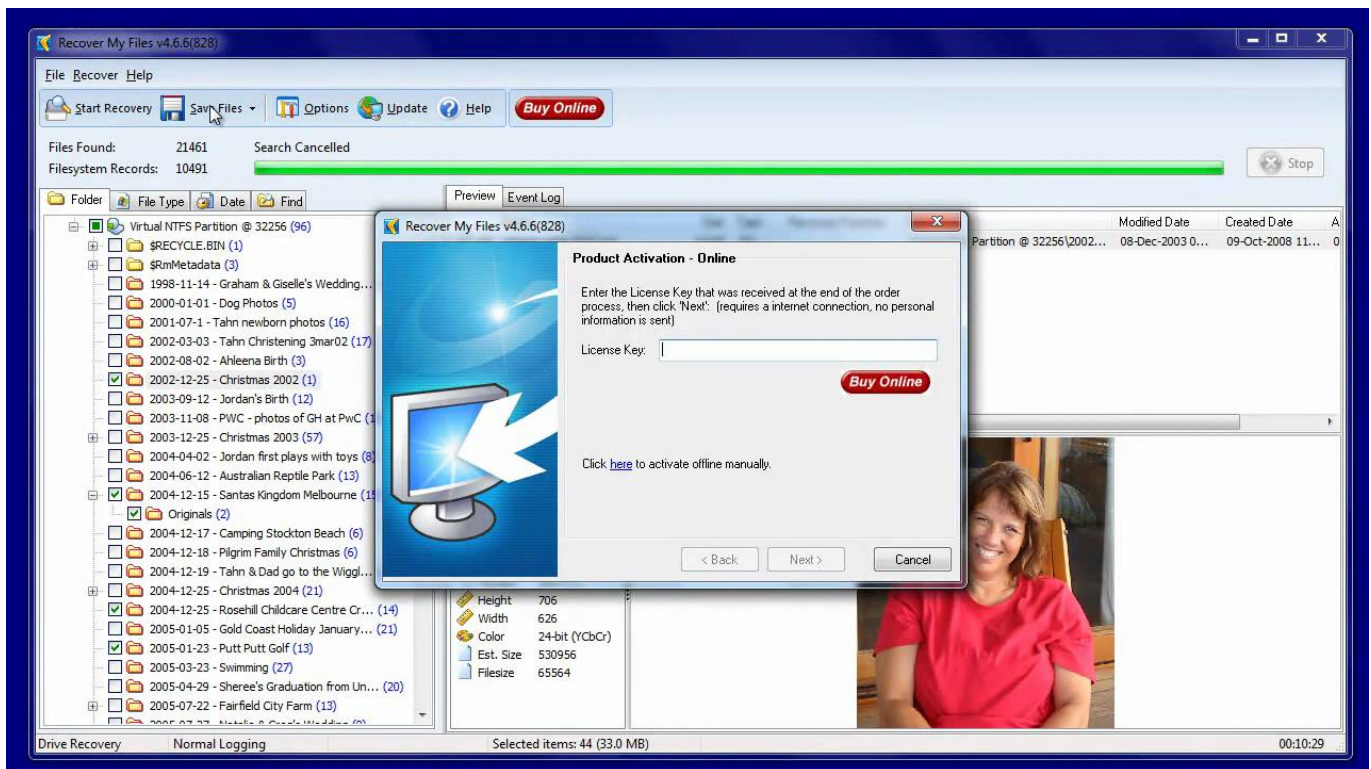 Recover My Files v4.6.6(828)
File Recover Help
Start Recovery Save Files Options Update Help Buy Online
Files Found: 21461 Search Cancelled
Filesystem Records: 10491
Stop
Folder File Type Date Find
Preview Event Log
Virtual NTFS Partition @ 32256 (96)
$RECYCLE.BIN (1)
$RmMetadata (3)
1998-11-14 - Graham & Giselle's Wedding...
2000-01-01 - Dog Photos (5)
2001-07-1 - Tahn newborn photos (16)
2002-03-03 - Tahn Christening 3mar02 (17)
2002-08-02 - Ahleena Birth (3)
2002-12-25 - Christmas 2002 (1)
2003-09-12 - Jordan's Birth (12)
2003-11-08 - PWC - photos of GH at PwC (1
2003-12-25 - Christmas 2003 (57)
2004-04-02 - Jordan first plays with toys (8)
2004-06-12 - Australian Reptile Park (13)
2004-12-15 - Santas Kingdom Melbourne (15
Originals (2)
2004-12-17 - Camping Stockton Beach (6)
2004-12-18 - Pilgrim Family Christmas (6)
2004-12-19 - Tahn & Dad go to the Wiggl...
2004-12-25 - Christmas 2004 (21)
2004-12-25 - Rosehill Childcare Centre Cr... (14)
2005-01-05 - Gold Coast Holiday January... (21)
2005-01-23 - Putt Putt Golf (13)
2005-03-23 - Swimming (27)
2005-04-29 - Sheree's Graduation from Un... (20)
2005-07-22 - Fairfield City Farm (13)
Modified Date Created Date A
Partition @ 32256\2002... 08-Dec-2003 0... 09-Oct-2008 11... 0
Recover My Files v4.6.6(828)
Product Activation - Online
Enter the License Key that was received at the end of the order
process, then click 'Next': (requires a internet connection, no personal
information is sent)
License Key:
Buy Online
Click here to activate offline manually.
< Back Next > Cancel
Height 706
Width 626
Color 24-bit (YCbCr)
Est. Size 530956
Filesize 65564
Drive Recovery Normal Logging Selected items: 44 (33.0 MB) 00:10:29